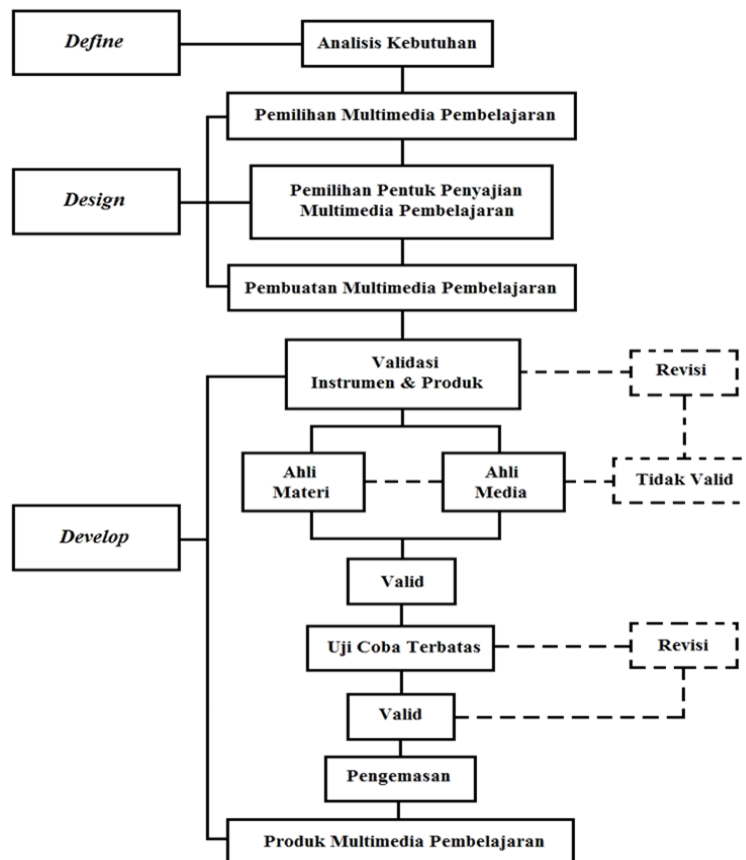 Define
Analisis Kebutuhan
Pemilihan Multimedia Pembelajaran
Design
Pemilihan Pentuk Penyajian
Multimedia Pembelajaran
Pembuatan Multimedia Pembelajaran
Validasi
Instrumen & Produk
Revisi
Ahli
Materi
Ahli
Media
Tidak Valid
Develop
Valid
Uji Coba Terbatas
Revisi
Valid
Pengemasan
Produk Multimedia Pembelajaran